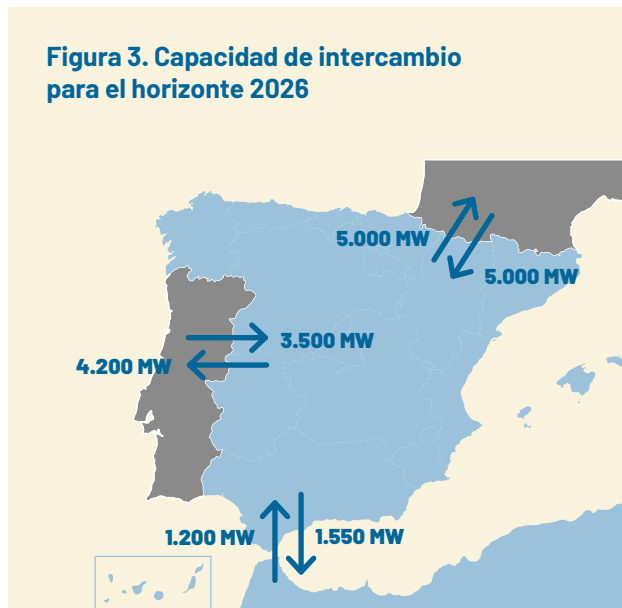 Figura 3. Capacidad de intercambio
para el horizonte 2026
5.000 MW
5.000 MW
3.500 MW
4.200 MW
1.200 MW
1.550 MW